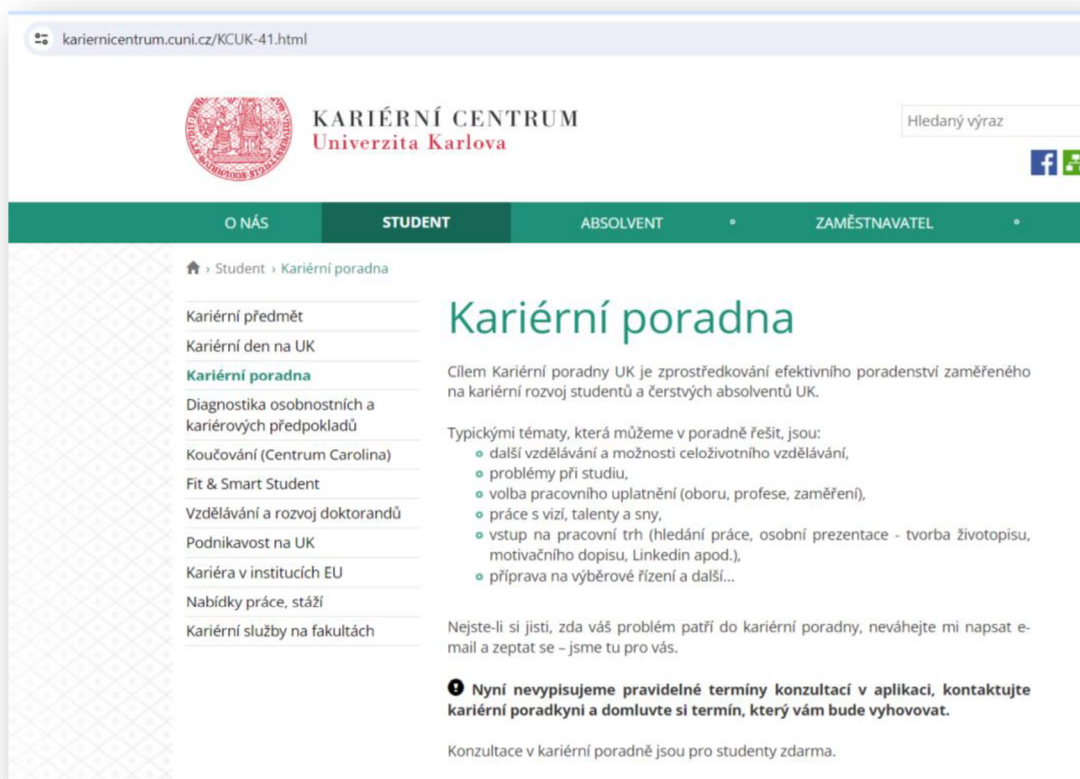 kariernicentrum.cuni.cz/KCUK-41.html
KARIÉRNÍ CENTRUM
Univerzita Karlova
Hledaný výraz
O NÁS
STUDENT
ABSOLVENT
ZAMĚSTNAVATEL
› Student › Kariérní poradna
Kariérní předmět
Kariérní den na UK
Kariérní poradna
Diagnostika osobnostních a
kariérových předpokladů
Koučování (Centrum Carolina)
Fit & Smart Student
Vzdělávání a rozvoj doktorandů
Podnikavost na UK
Kariéra v institucích EU
Nabídky práce, stáží
Kariérní služby na fakultách
Kariérní poradna
Cílem Kariérní poradny UK je zprostředkování efektivního poradenství zaměřeného
na kariérní rozvoj studentů a čerstvých absolventů UK.
Typickými tématy, která můžeme v poradně řešit, jsou:
další vzdělávání a možnosti celoživotního vzdělávání,
problémy při studiu,
volba pracovního uplatnění (oboru, profese, zaměření),
práce s vizí, talenty a sny,
vstup na pracovní trh (hledání práce, osobní prezentace - tvorba životopisu,
motivačního dopisu, Linkedin apod.),
příprava na výběrové řízení a další...
Nejste-li si jisti, zda váš problém patří do kariérní poradny, neváhejte mi napsat e-
mail a zeptat se – jsme tu pro vás.
Nyní nevypisujeme pravidelné termíny konzultací v aplikaci, kontaktujte
kariérní poradkyni a domluvte si termín, který vám bude vyhovovat.
Konzultace v kariérní poradně jsou pro studenty zdarma.